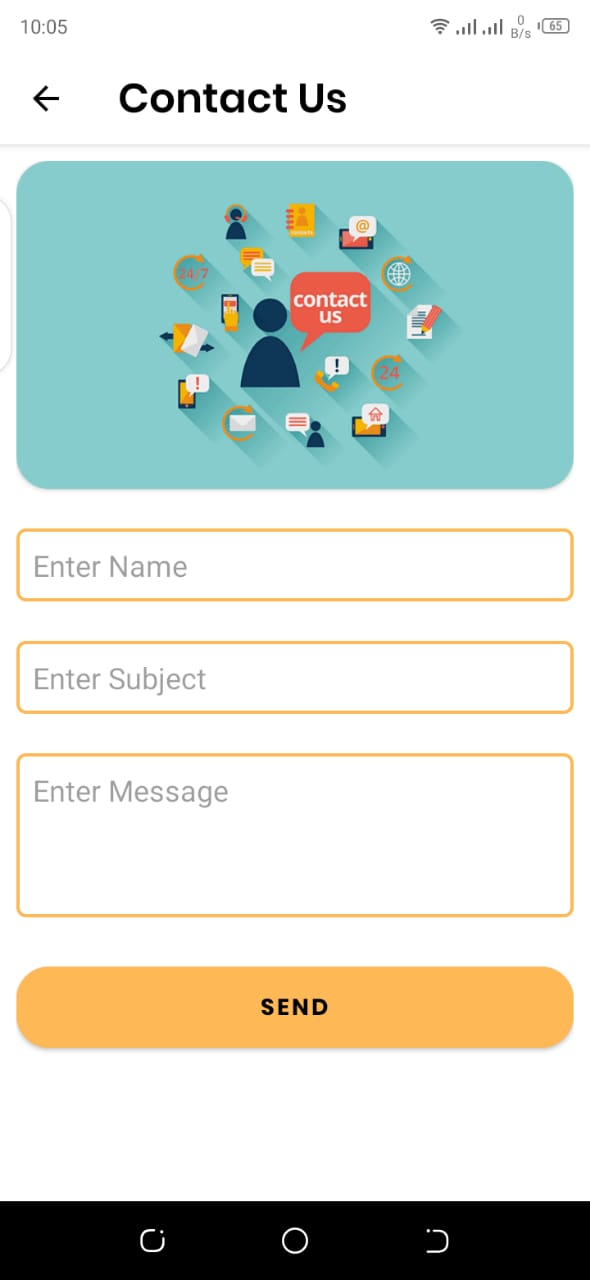 10:05
0
B/s
65
Contact Us
@
24/7
contact
us
!
24
!
Enter Name
Enter Subject
Enter Message
SEND